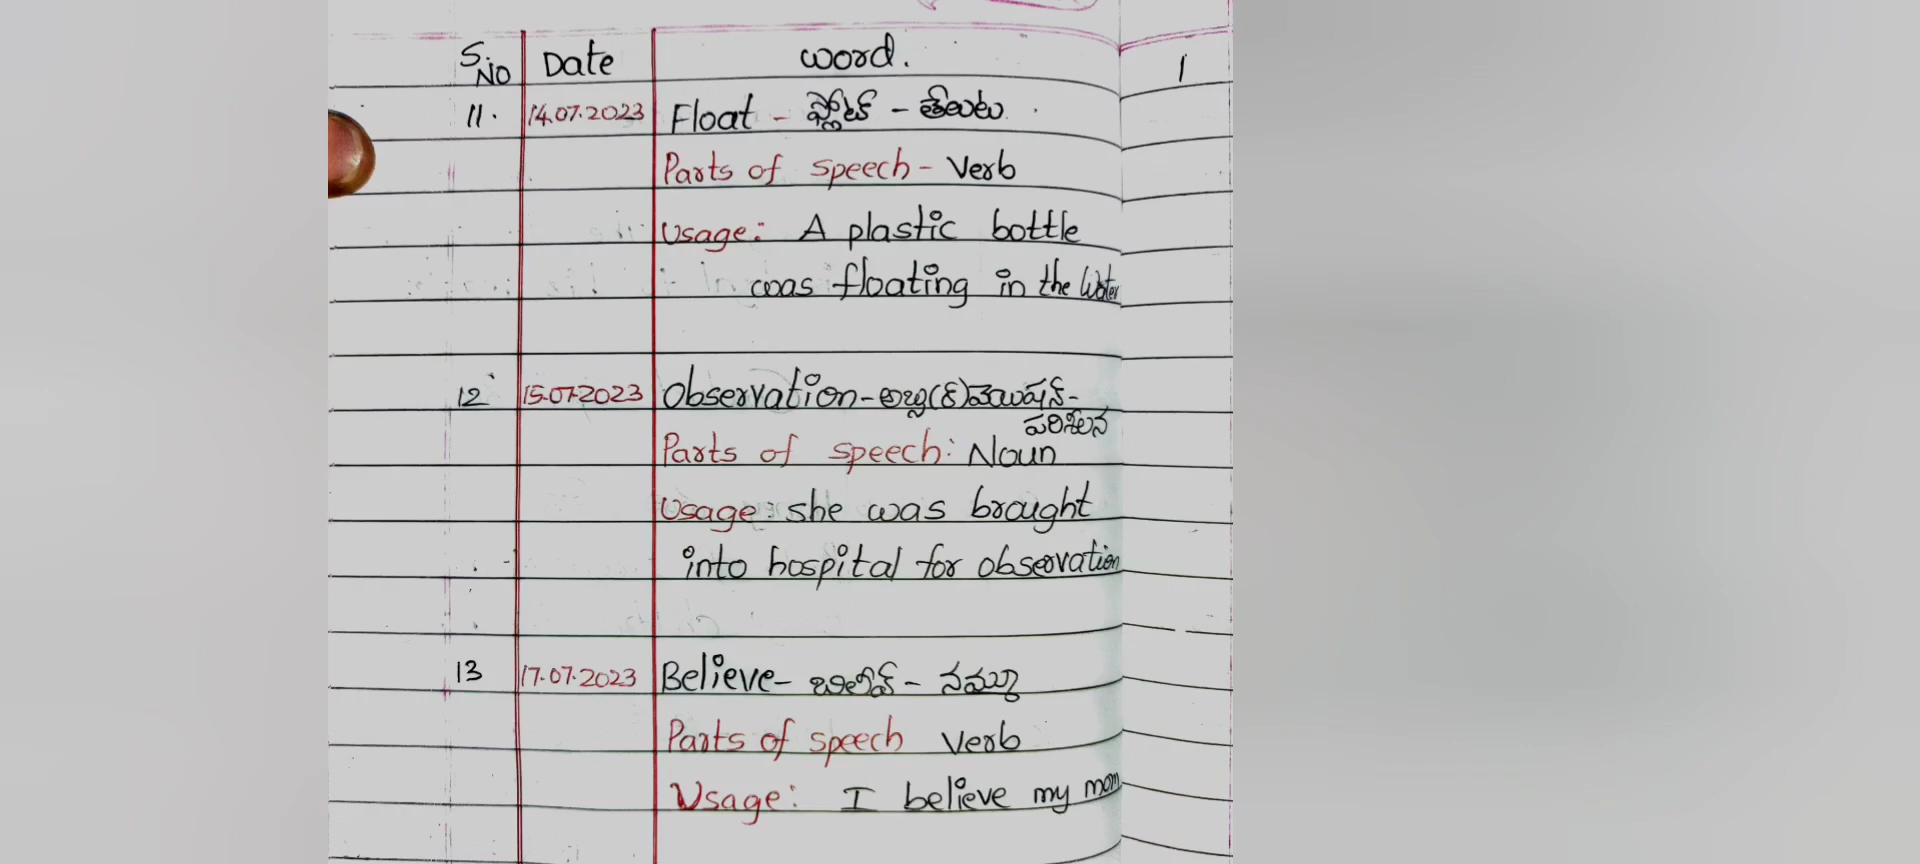 S.No Date Word. 1
11. 14.07.2023 Float - ఫ్లోట్ - తేలుట
Parts of speech - Verb
Usage: A plastic bottle
was floating in the Water
12 15.07.2023 Observation - అబ్జ(ర్)వేయషన్ -
పరిశీలన
Parts of speech: Noun
Usage: she was brought
into hospital for observation
13 17.07.2023 Believe - బిలీవ్ - నమ్ము
Parts of speech Verb
Usage: I believe my mom